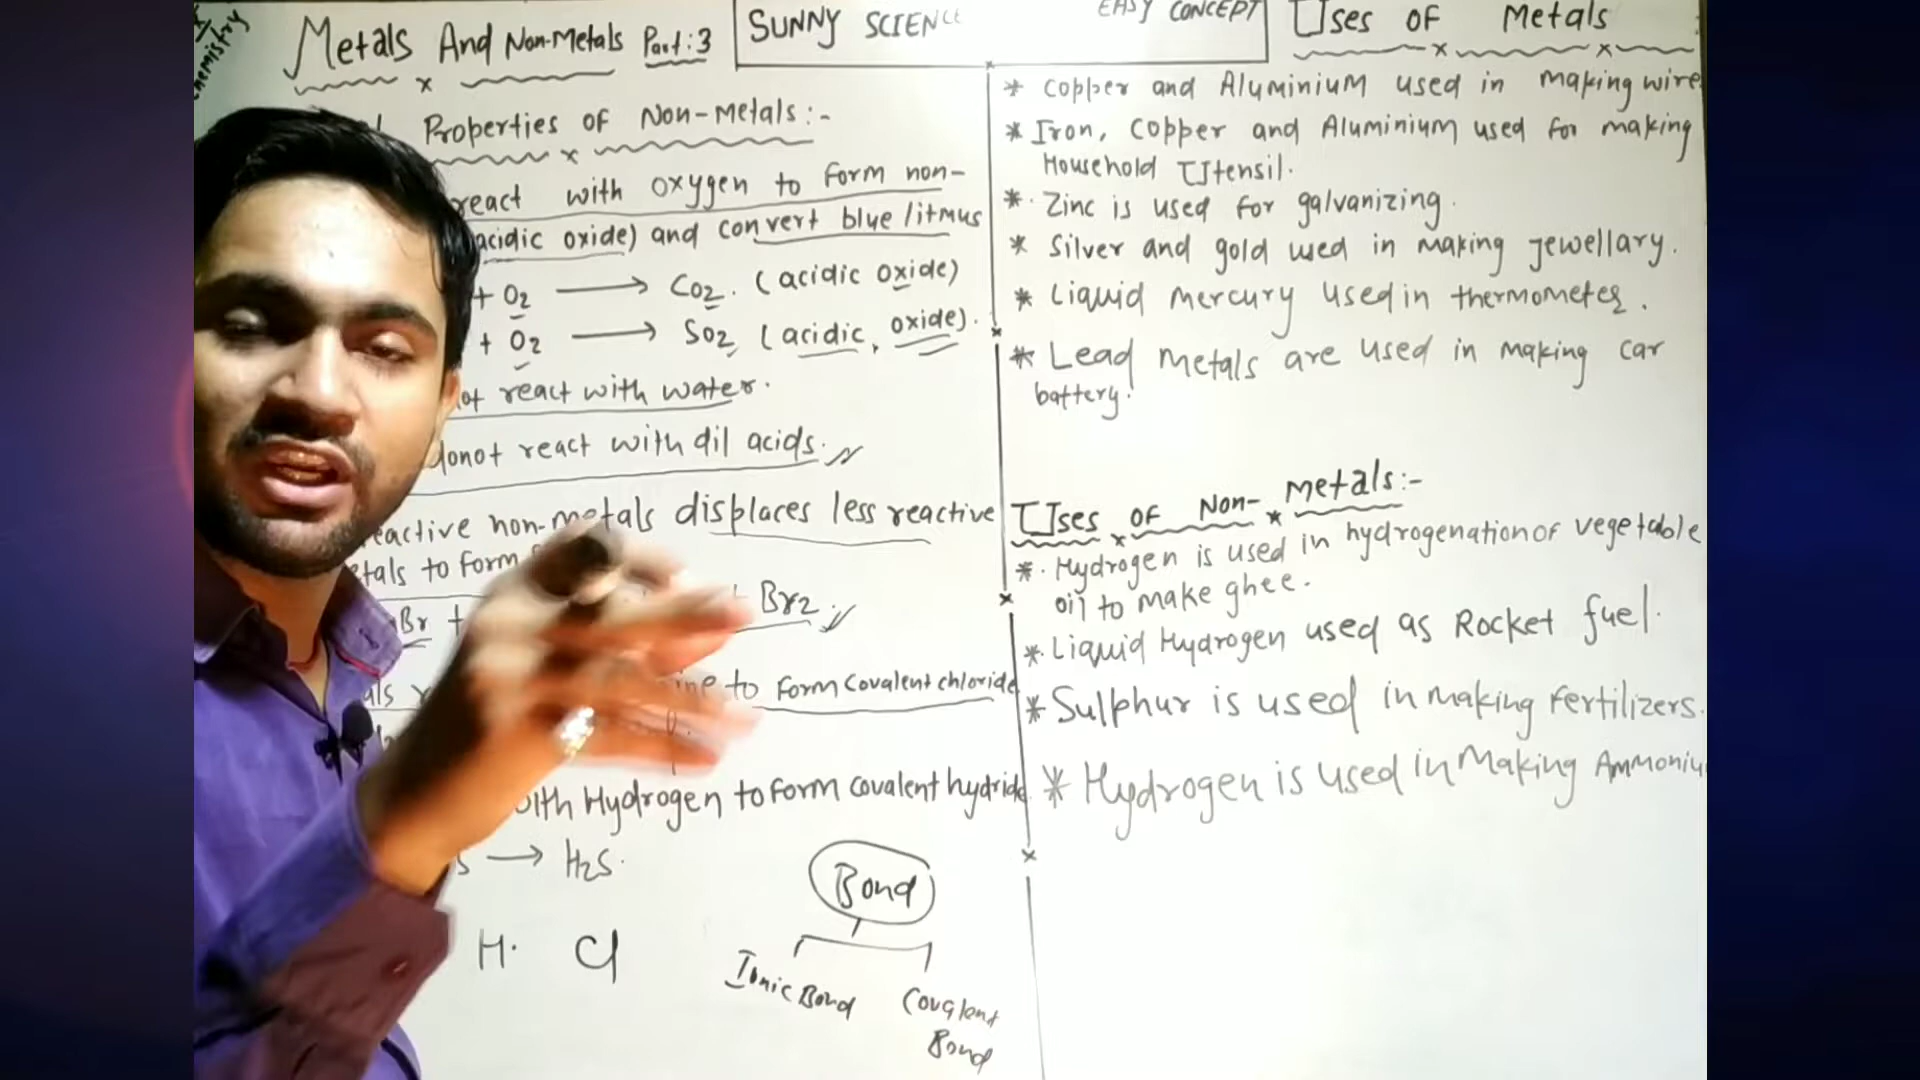 Metals And Non-Metals Part:3
SUNNY SCIENCE EASY CONCEPT
Properties of Non-Metals:-
react with oxygen to form non-
acidic oxide) and convert blue litmus
+ O2 → CO2. (acidic oxide)
+ O2 → SO2 (acidic oxide).
not react with water.
donot react with dil acids.
reactive non-metals displaces less reactive
to form
Br + Br2.
to form covalent chloride
with Hydrogen to form covalent hydride
S → H2S.
H. Cl
Bond
Ionic Bond
Covalent
Bond
Uses of Metals
* Copper and Aluminium used in making wire
* Iron, Copper and Aluminium used for making
Household Utensil.
* Zinc is used for galvanizing.
* Silver and gold used in making jewellary.
* Liquid mercury used in thermometer.
* Lead metals are used in making car
battery.
Uses of Non-Metals:-
* Hydrogen is used in hydrogenation of vegetable
oil to make ghee.
* Liquid Hydrogen used as Rocket fuel.
* Sulphur is used in making fertilizers.
* Hydrogen is used in Making Ammoniu